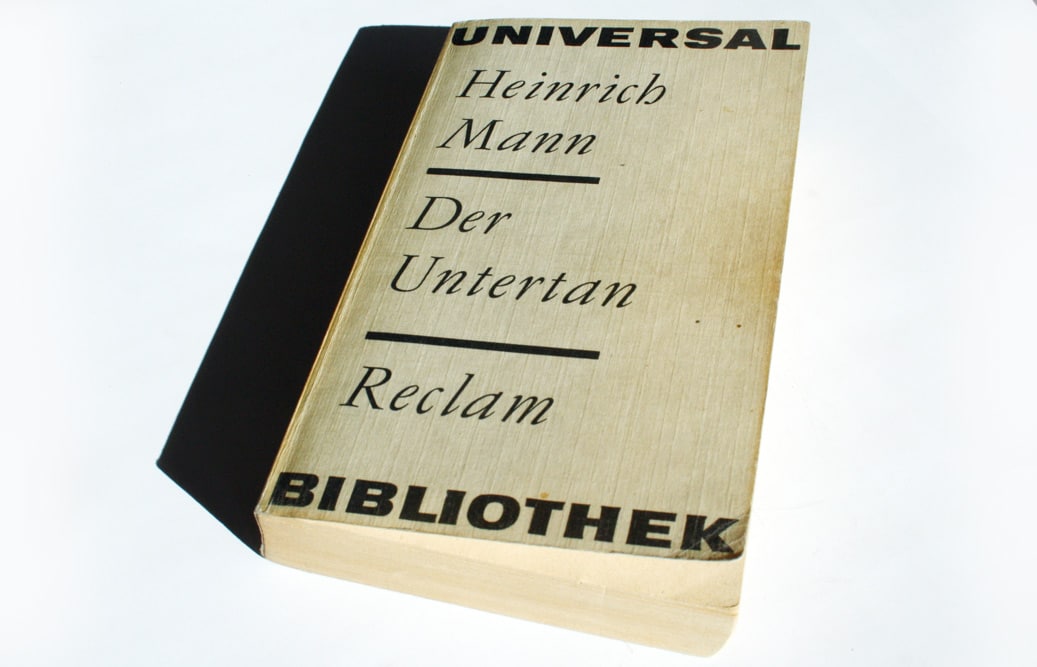 UNIVERSAL
Heinrich
Mann
Der
Untertan
Reclam
BIBLIOTHEK